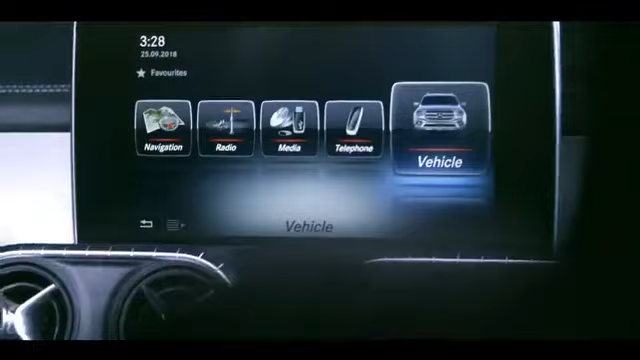 3:28
25.09.2018
Favourites
Navigation
Radio
Media
Telephone
Vehicle
Vehicle